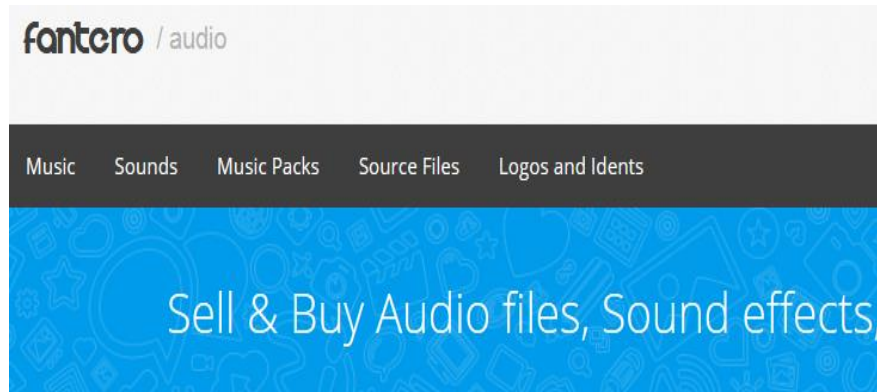 fantero / audio
Music Sounds Music Packs Source Files Logos and Idents
Sell & Buy Audio files, Sound effects,